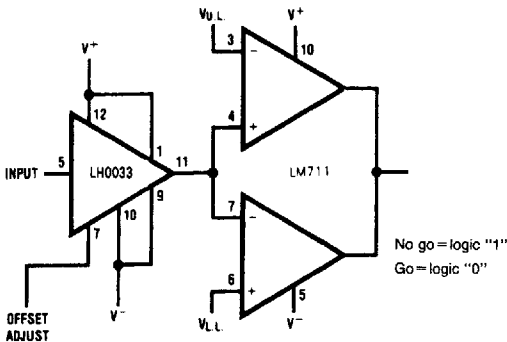 V U.L.
3
V+
10
−
V+
12
4
+
1
INPUT
5
LH0033
11
LM711
9
10
7
7
−
No go = logic "1"
Go = logic "0"
6
+
5
V−
OFFSET
ADJUST
V L.L.
V−